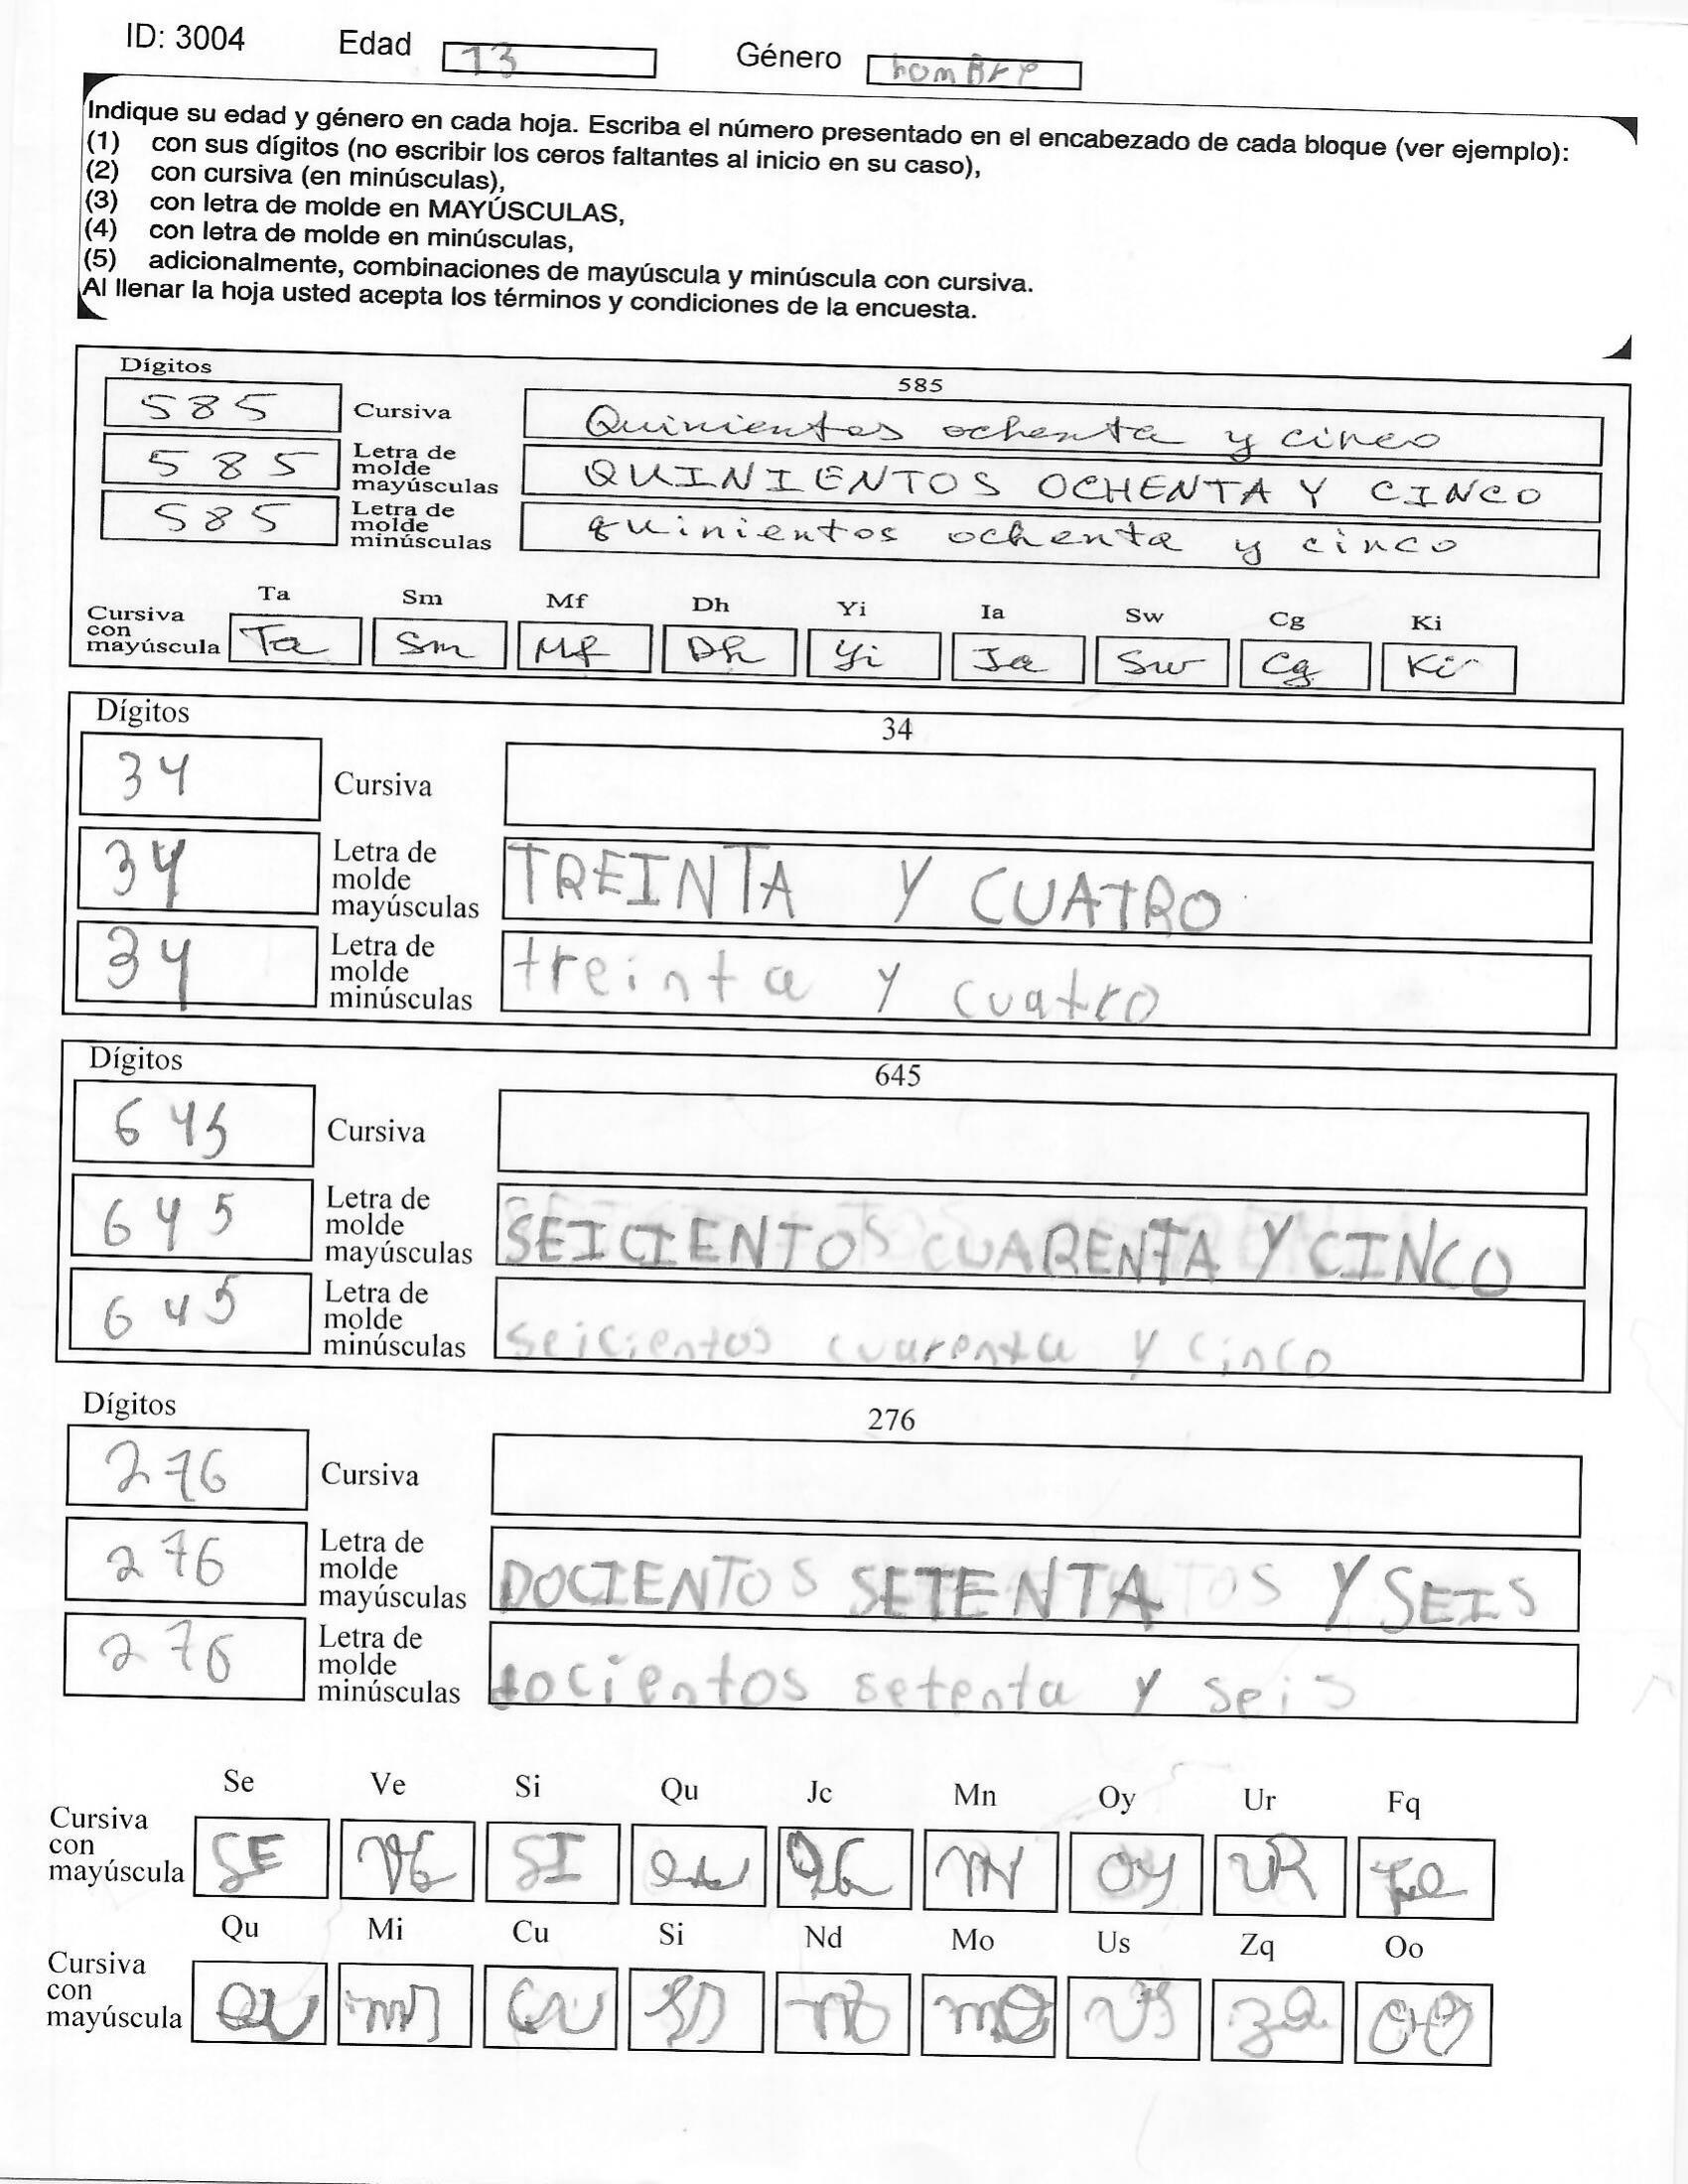 ID: 3004 Edad 13 Género homBre
Indique su edad y género en cada hoja. Escriba el número presentado en el encabezado de cada bloque (ver ejemplo):
(1) con sus dígitos (no escribir los ceros faltantes al inicio en su caso),
(2) con cursiva (en minúsculas),
(3) con letra de molde en MAYÚSCULAS,
(4) con letra de molde en minúsculas,
(5) adicionalmente, combinaciones de mayúscula y minúscula con cursiva.
Al llenar la hoja usted acepta los términos y condiciones de la encuesta.
Dígitos 585
585 Cursiva Quinientos ochenta y cinco
585 Letra de molde mayúsculas QUINIENTOS OCHENTA Y CINCO
585 Letra de molde minúsculas quinientos ochenta y cinco
Ta Sm Mf Dh Yi Ia Sw Cg Ki
Cursiva con mayúscula Ta Sm Mf Dh Yi Ia Sw Cg Ki
Dígitos 34
34 Cursiva
34 Letra de molde mayúsculas TREINTA Y CUATRO
34 Letra de molde minúsculas treinta y cuatro
Dígitos 645
645 Cursiva
645 Letra de molde mayúsculas SEICIENTOS CUARENTA Y CINCO
645 Letra de molde minúsculas seicientos cuarenta y cinco
Dígitos 276
276 Cursiva
276 Letra de molde mayúsculas DOCIENTOS SETENTA Y SEIS
276 Letra de molde minúsculas docientos setenta y seis
Se Ve Si Qu Jc Mn Oy Ur Fq
Cursiva con mayúscula SE VE SI QU MN OY UR FQ
Qu Mi Cu Si Nd Mo Us Zq Oo
Cursiva con mayúscula QU MI CU SI ND MO US ZQ OO